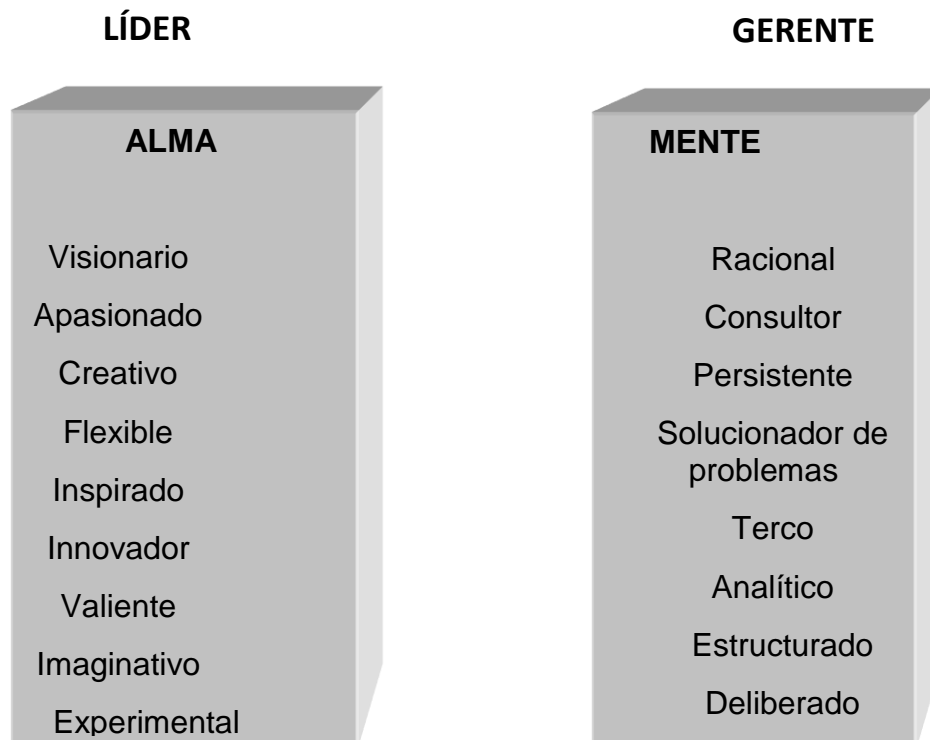 LÍDER
ALMA
Visionario
Apasionado
Creativo
Flexible
Inspirado
Innovador
Valiente
Imaginativo
Experimental
GERENTE
MENTE
Racional
Consultor
Persistente
Solucionador de
problemas
Terco
Analítico
Estructurado
Deliberado